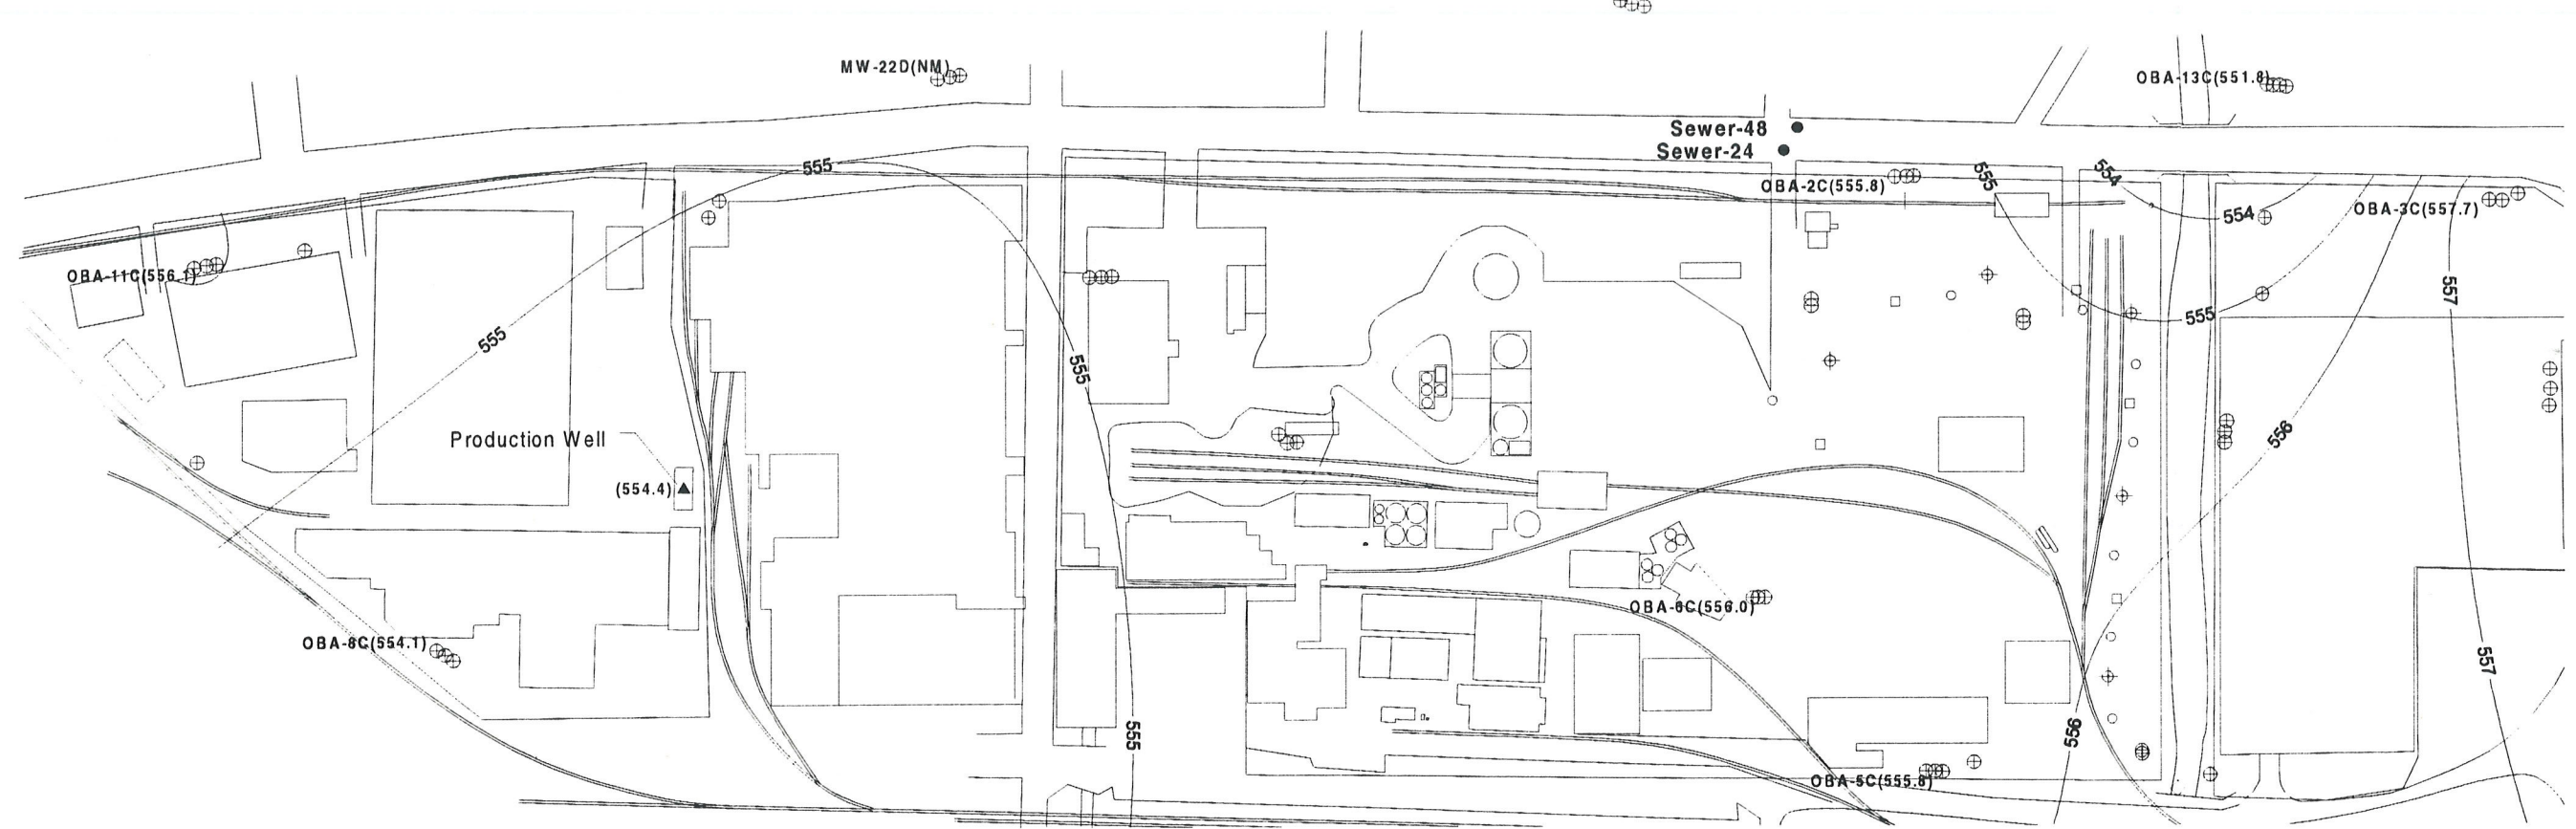 MW-22D(NM)
OBA-13C(551.8)
Sewer-48
Sewer-24
555
OBA-2C(555.8)
555
554
554
OBA-3C(557.7)
OBA-11C(556.1)
557
555
555
555
556
Production Well
(554.4)
OBA-6C(556.0)
OBA-8C(554.1)
557
555
556
OBA-5C(555.8)